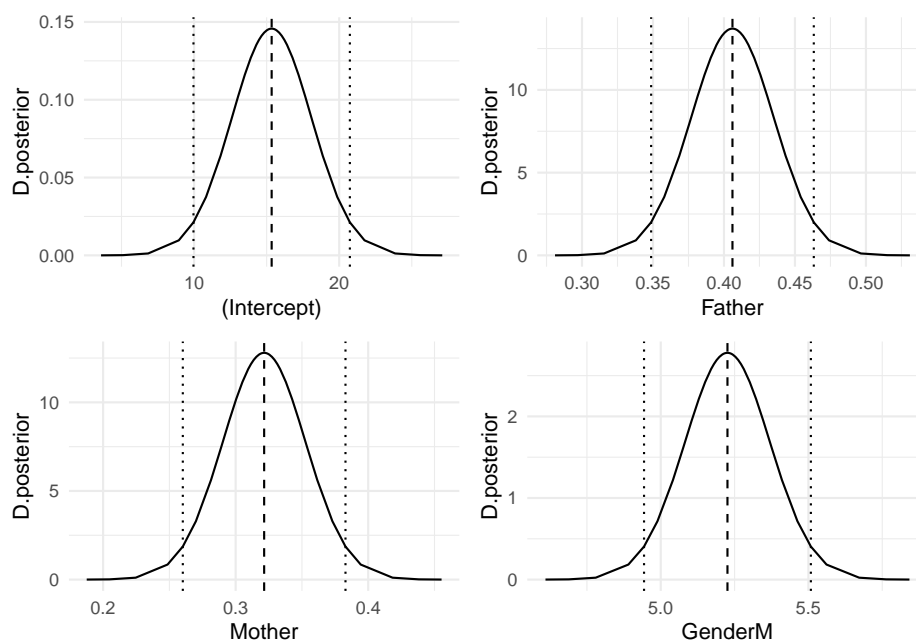 0.15
0.10
0.05
0.00
D.posterior
10 20
(Intercept)
10
5
0
D.posterior
0.30 0.35 0.40 0.45 0.50
Father
10
5
0
D.posterior
0.2 0.3 0.4
Mother
2
1
0
D.posterior
5.0 5.5
GenderM